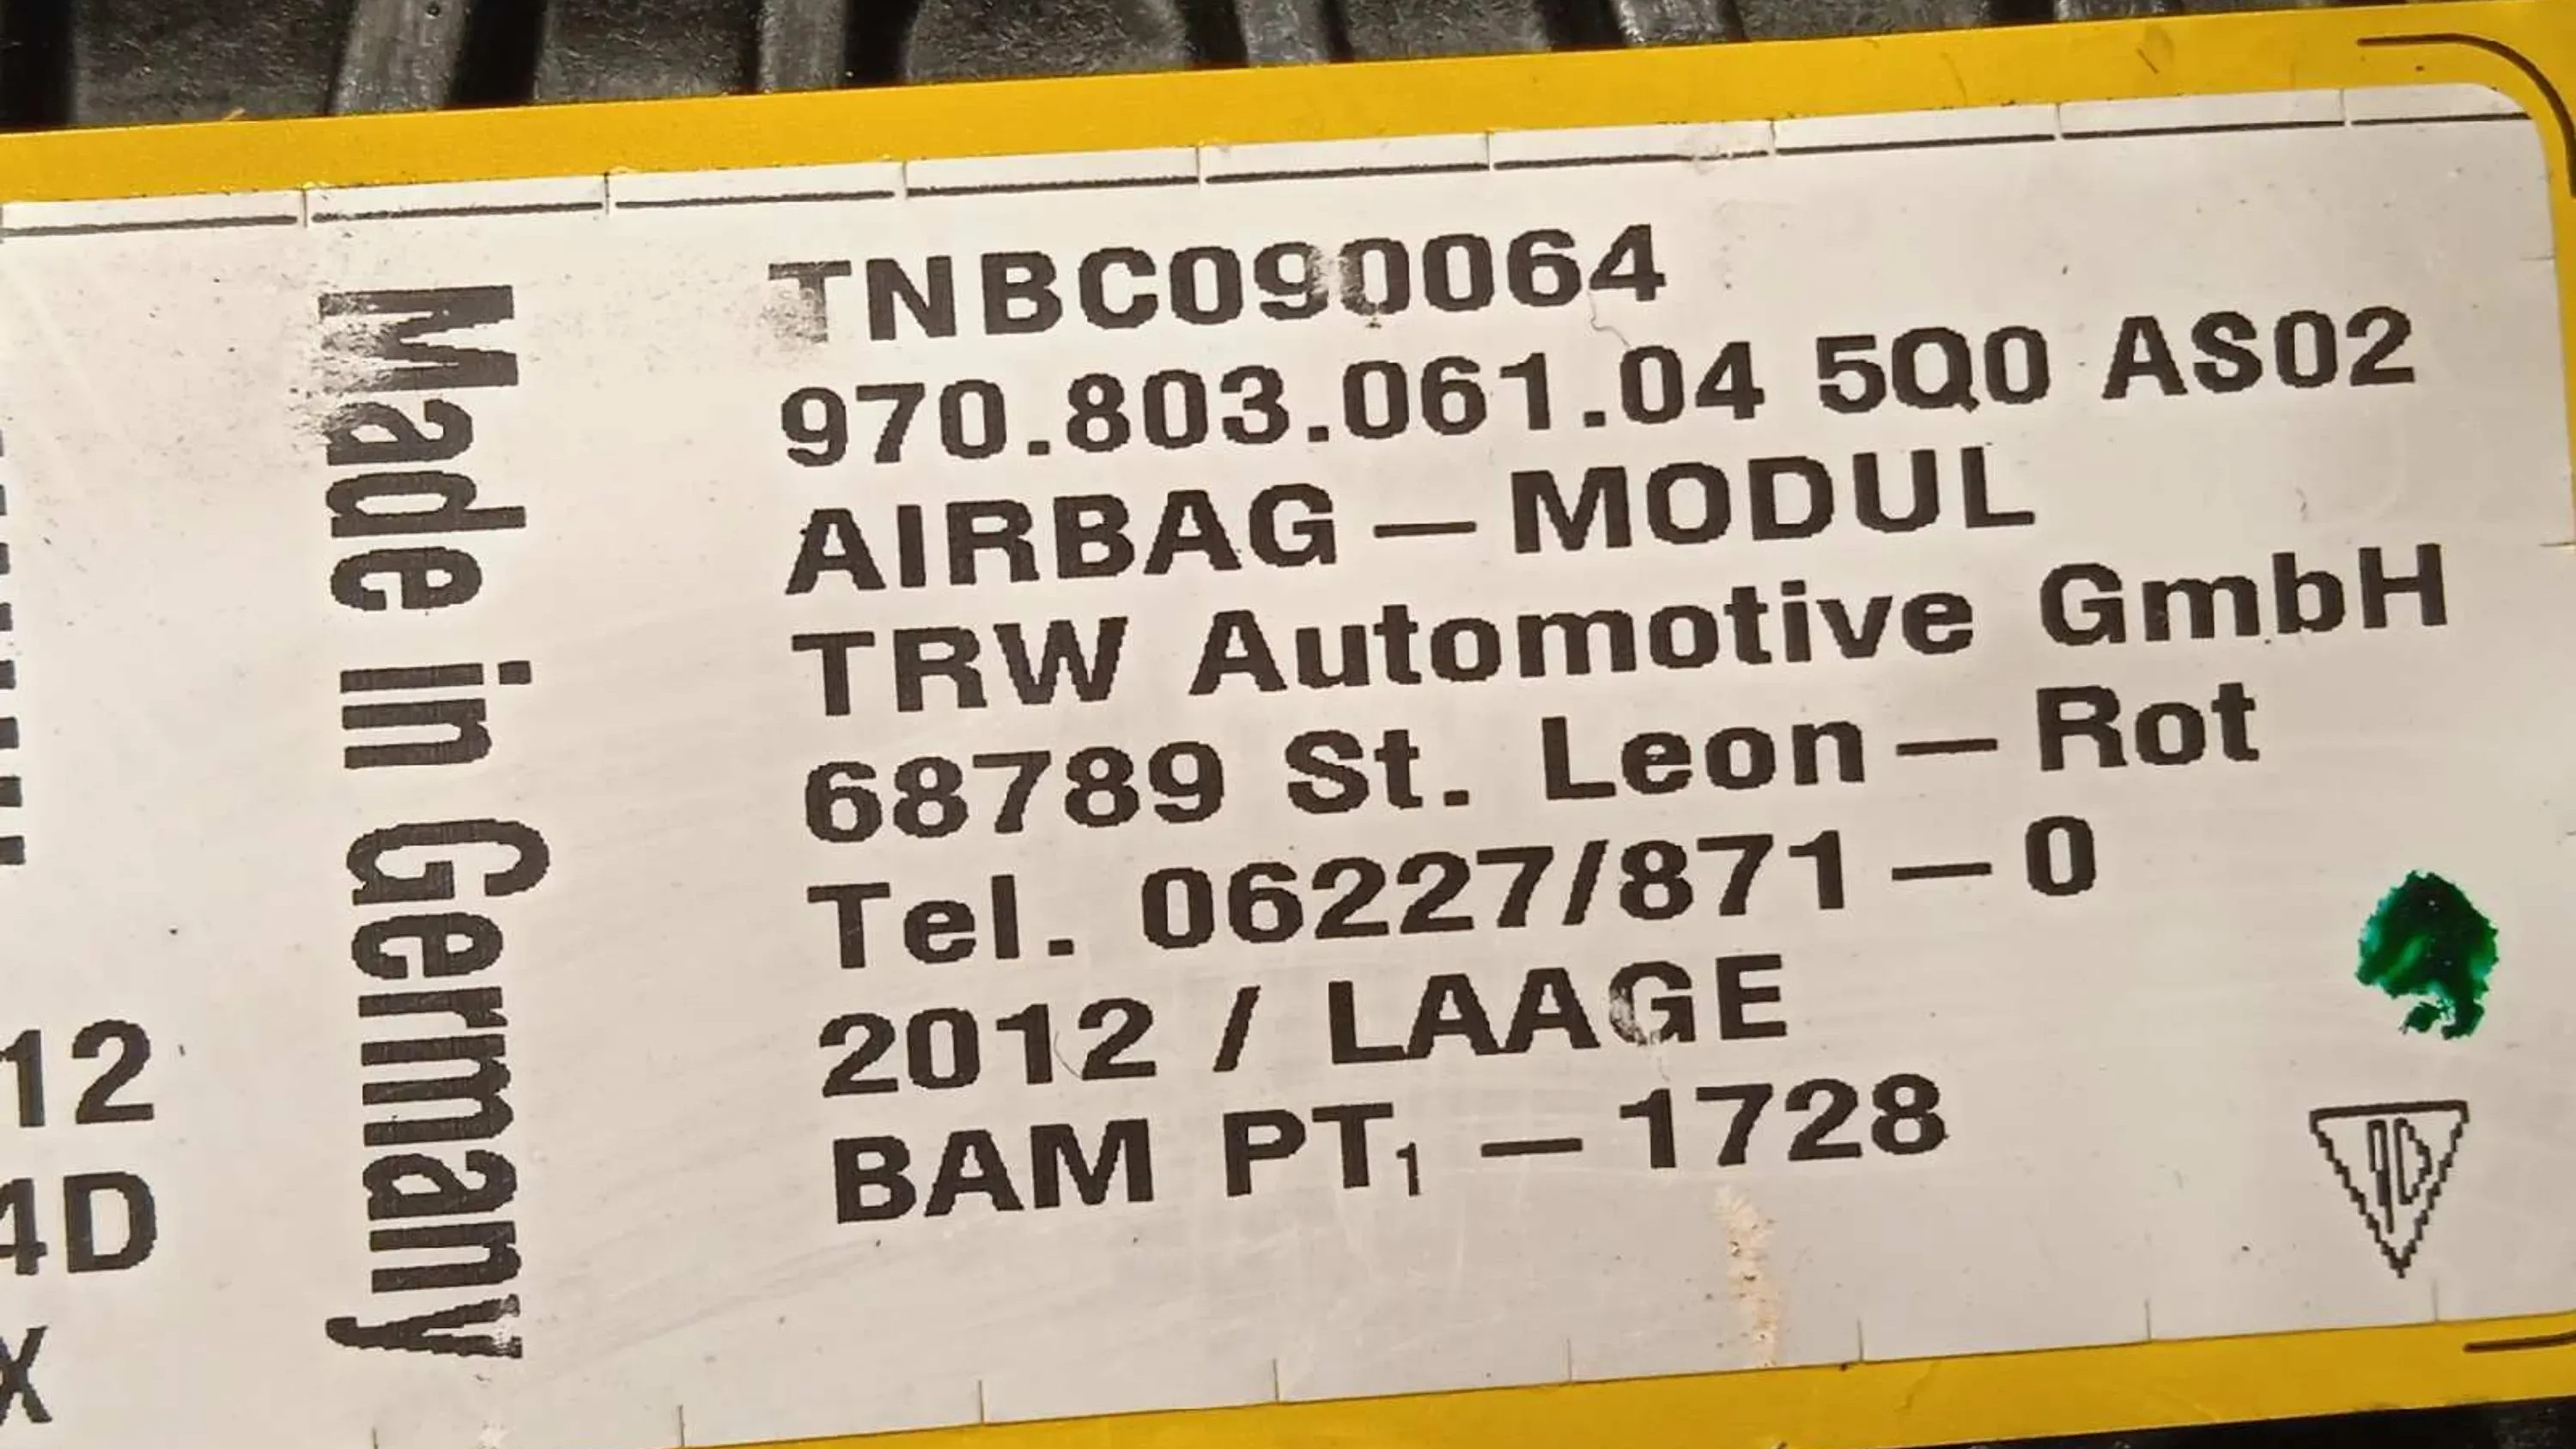 TNBC090064
970.803.061.04 5Q0 AS02
AIRBAG – MODUL
TRW Automotive GmbH
68789 St. Leon – Rot
Tel. 06227/871 – 0
2012 / LAAGE
BAM PT₁ – 1728
Made in Germany
12
4D
X